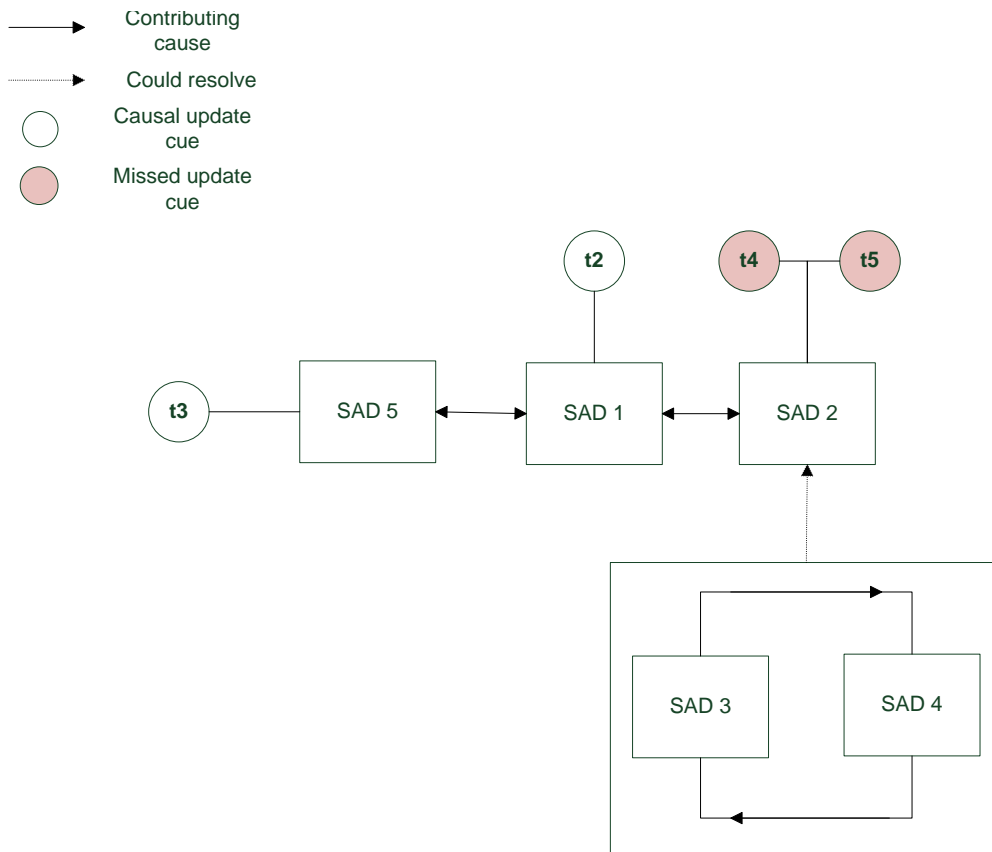 Contributing
cause
Could resolve
Causal update
cue
Missed update
cue
t2
t4
t5
t3
SAD 5
SAD 1
SAD 2
SAD 3
SAD 4